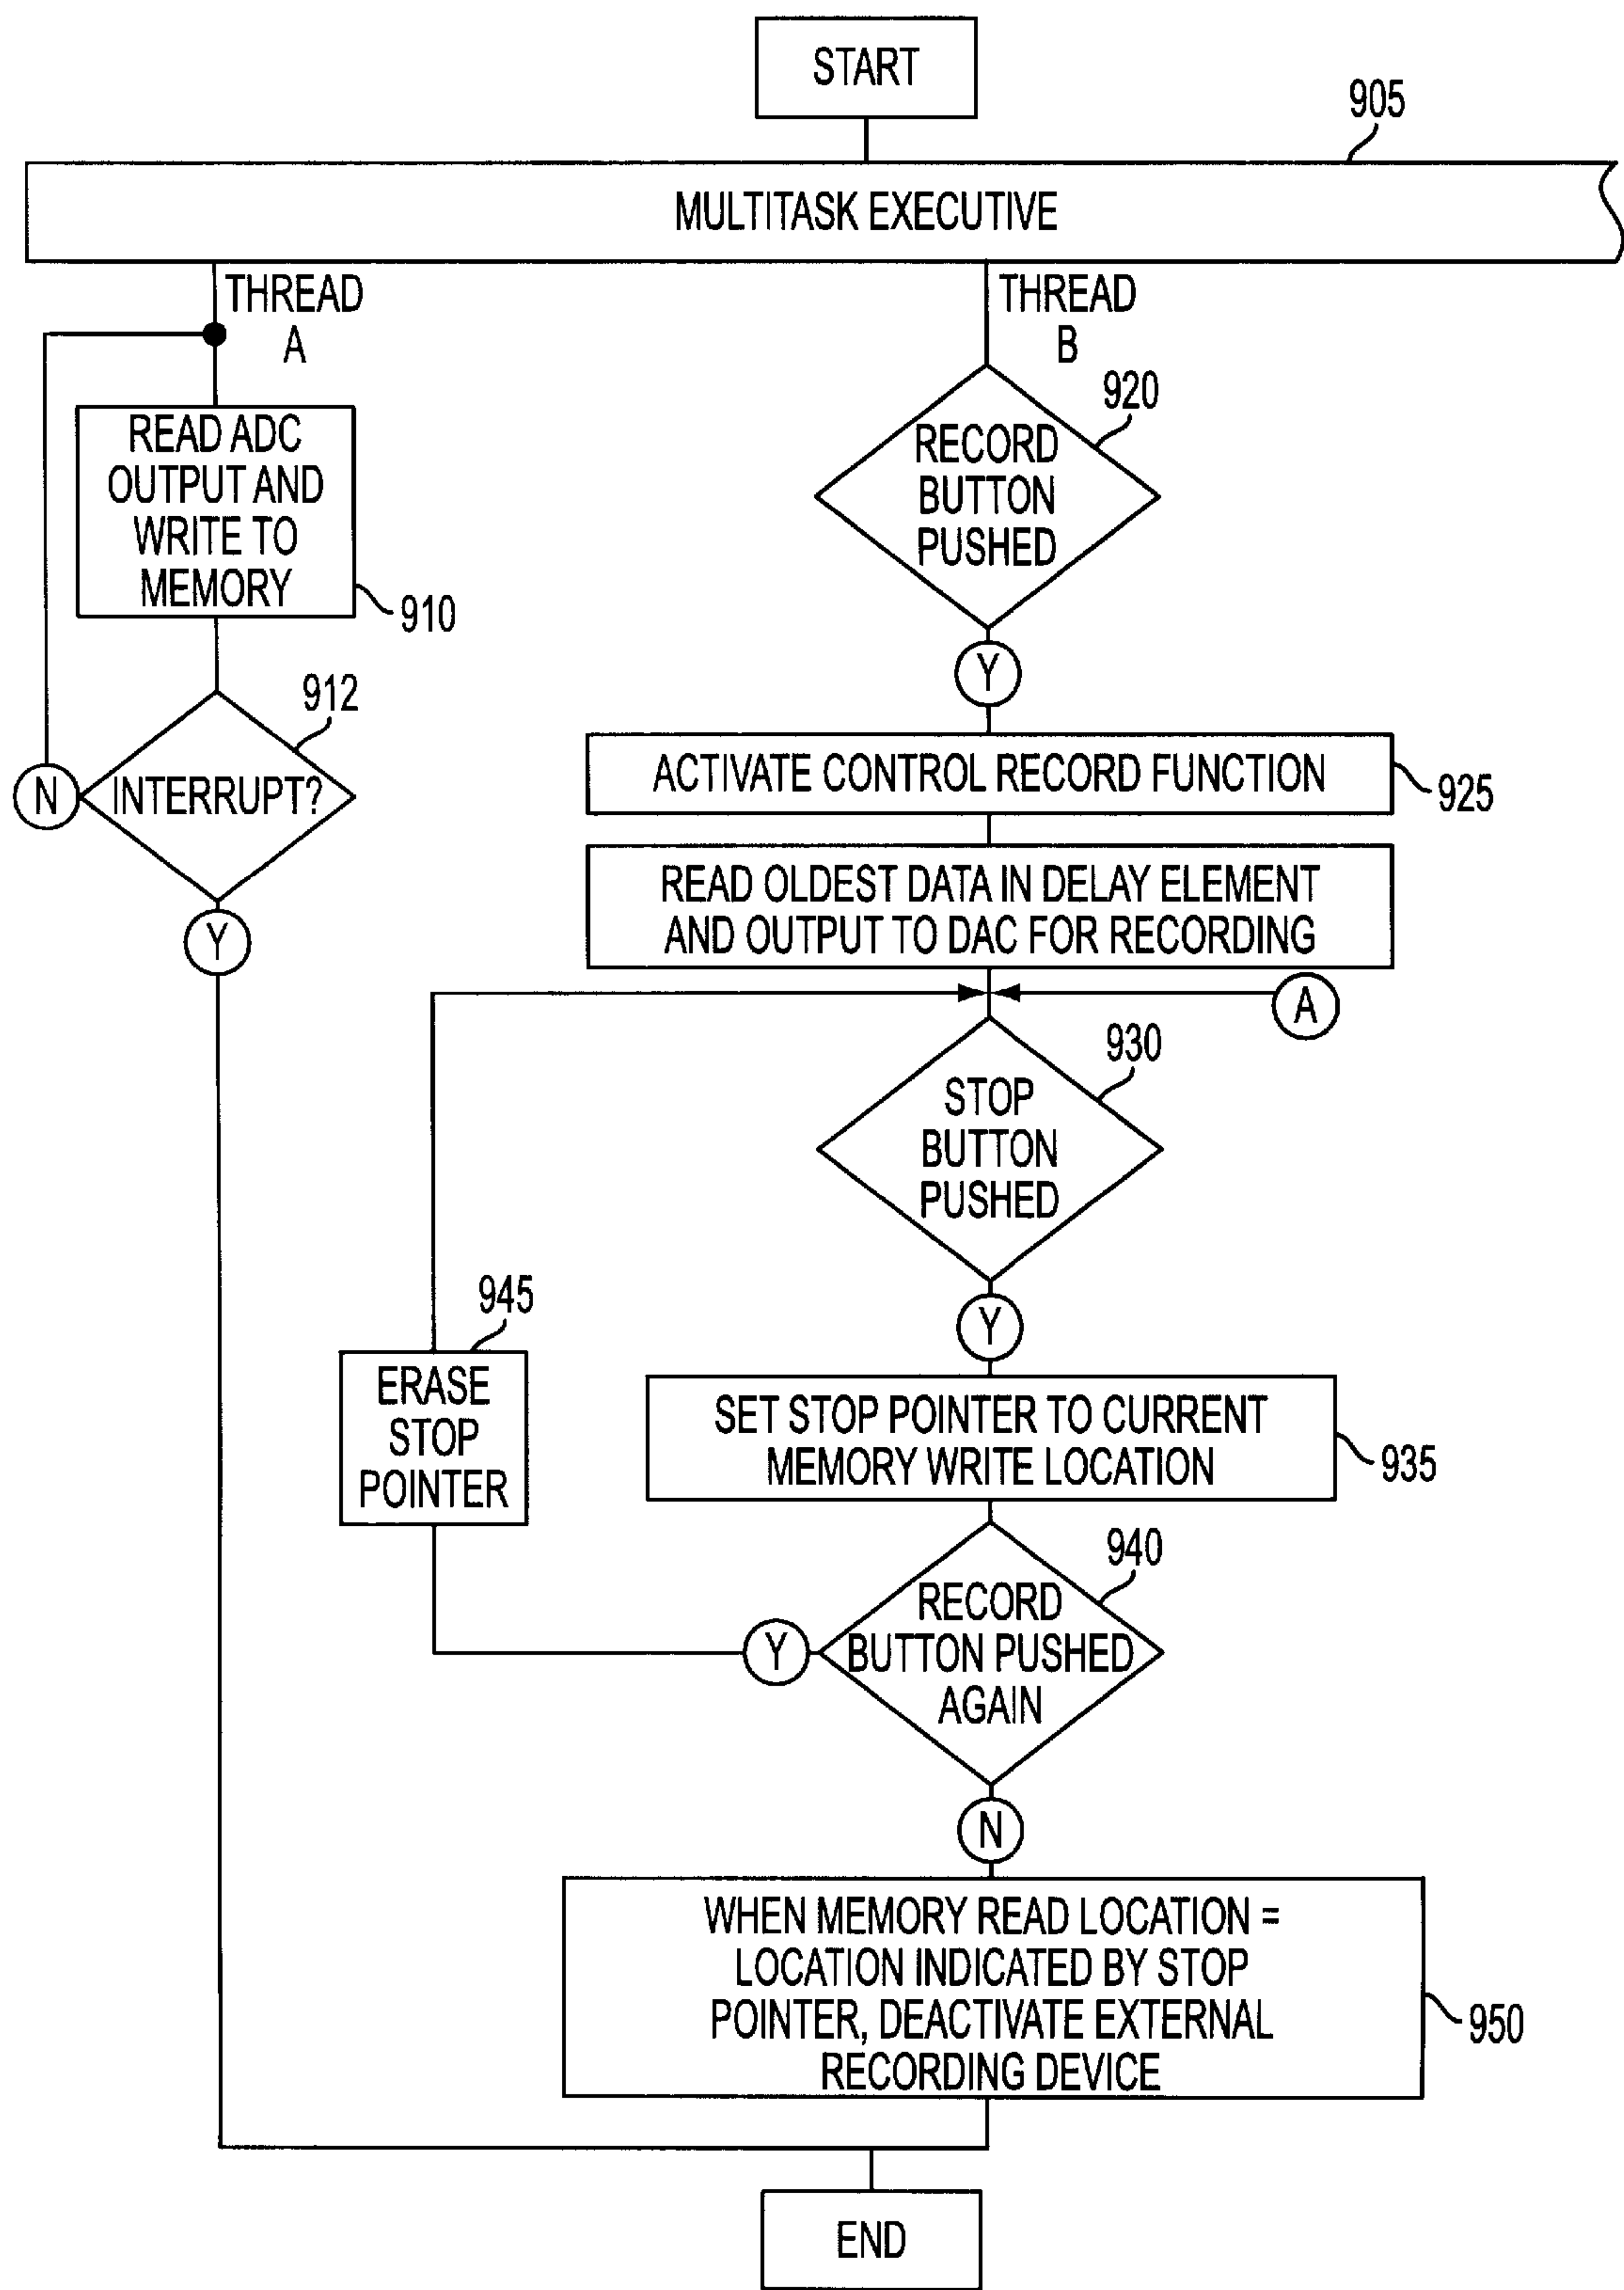 START
905
MULTITASK EXECUTIVE
THREAD
A
THREAD
B
READ ADC
OUTPUT AND
WRITE TO
MEMORY
910
912
INTERRUPT?
N
Y
920
RECORD
BUTTON
PUSHED
Y
ACTIVATE CONTROL RECORD FUNCTION
925
READ OLDEST DATA IN DELAY ELEMENT
AND OUTPUT TO DAC FOR RECORDING
A
930
STOP
BUTTON
PUSHED
Y
945
ERASE
STOP
POINTER
SET STOP POINTER TO CURRENT
MEMORY WRITE LOCATION
935
940
RECORD
BUTTON PUSHED
AGAIN
Y
N
WHEN MEMORY READ LOCATION =
LOCATION INDICATED BY STOP
POINTER, DEACTIVATE EXTERNAL
RECORDING DEVICE
950
END